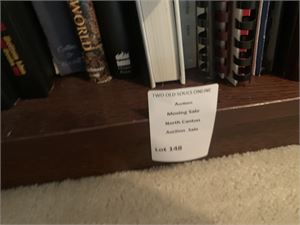 TWO OLD SOULS ONLINE
Auction
Moving Sale
North Canton
Auction Sale
Lot 148